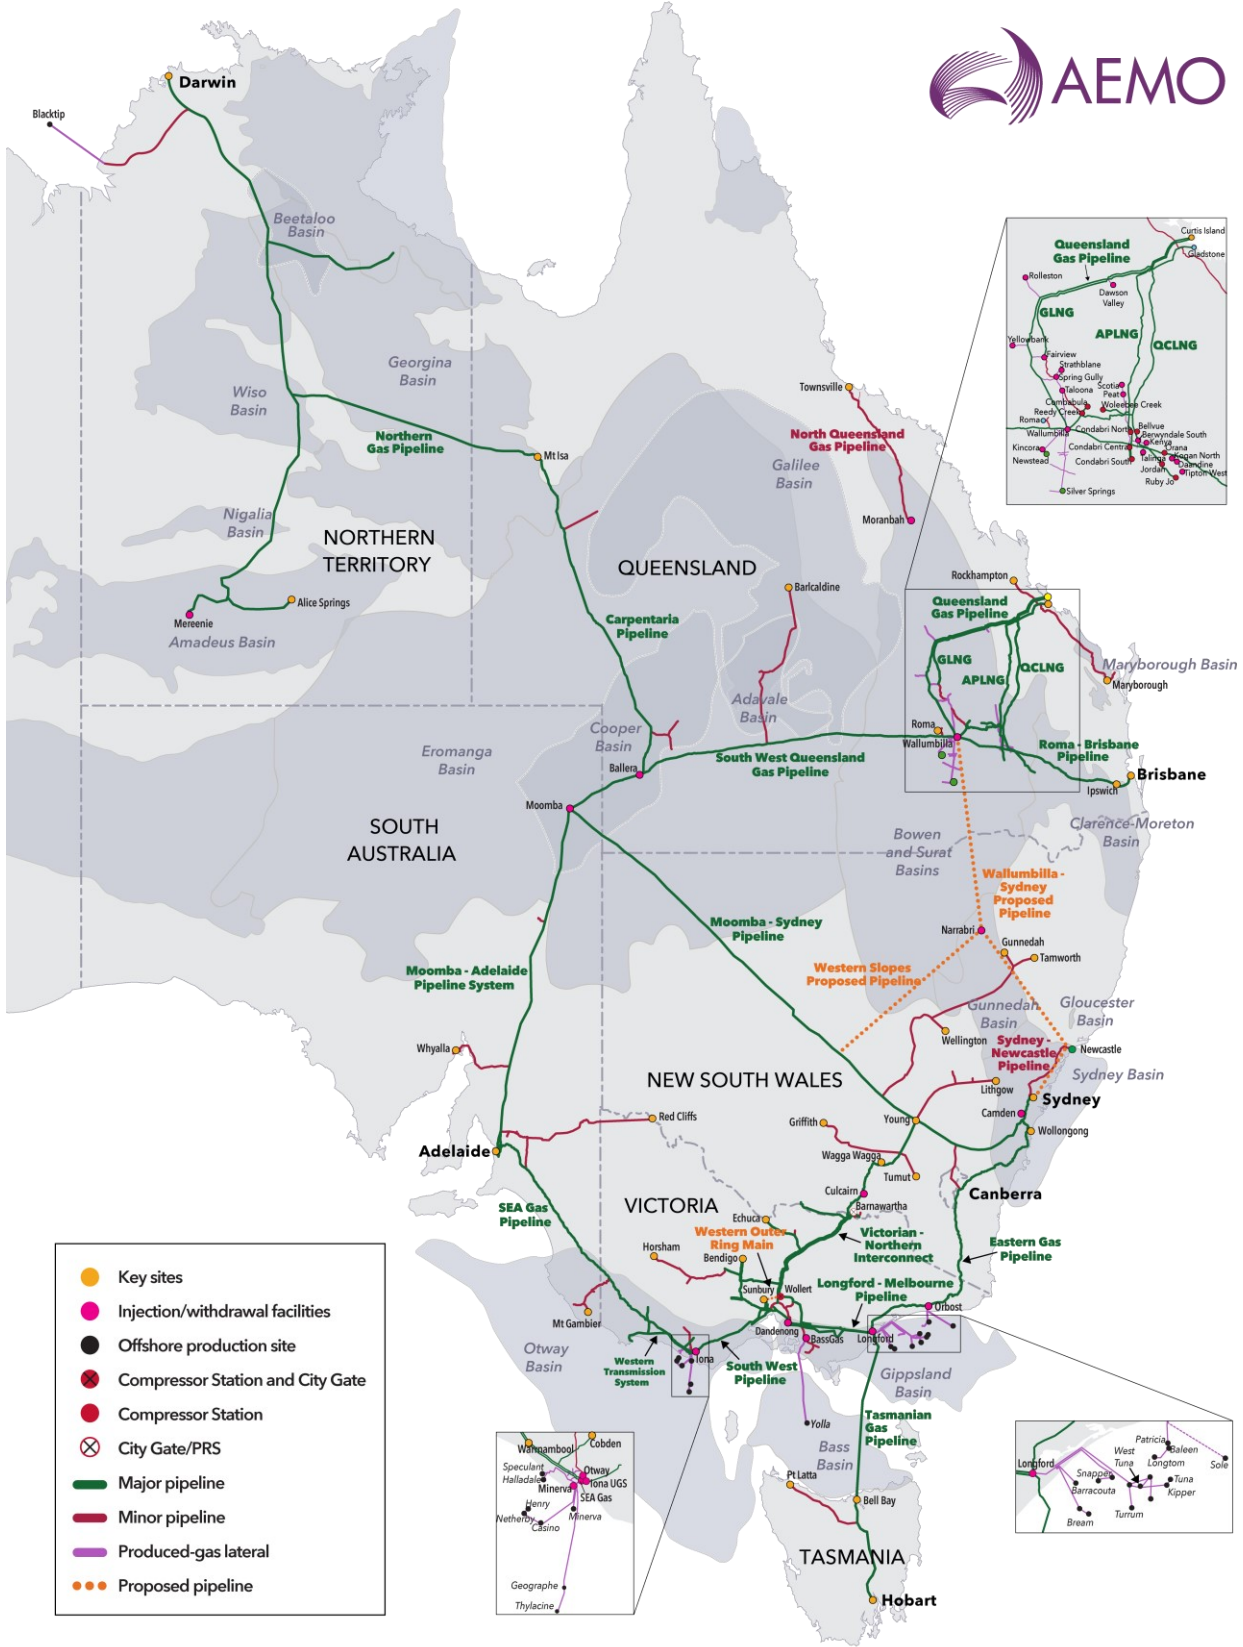 AEMO
Darwin
Blacktip
Beetaloo
Basin
Georgina
Basin
Wiso
Basin
Northern
Gas Pipeline
Mt Isa
Nigalia
Basin
NORTHERN
TERRITORY
Alice Springs
Mereenie
Amadeus Basin
Townsville
North Queensland
Gas Pipeline
Galilee
Basin
Moranbah
QUEENSLAND
Barlcaldine
Carpentaria
Pipeline
Adavale
Basin
Cooper
Basin
Eromanga
Basin
Ballera
Moomba
South West Queensland
Gas Pipeline
Rockhampton
Queensland
Gas Pipeline
GLNG
APLNG
QCLNG
Maryborough Basin
Maryborough
Roma
Wallumbilla
Roma - Brisbane
Pipeline
Brisbane
Ipswich
Clarence-Moreton
Basin
Bowen
and Surat
Basins
SOUTH
AUSTRALIA
Wallumbilla -
Sydney
Proposed
Pipeline
Moomba - Sydney
Pipeline
Narrabri
Gunnedah
Tamworth
Western Slopes
Proposed Pipeline
Moomba - Adelaide
Pipeline System
Gunnedah
Basin
Gloucester
Basin
Wellington
Sydney -
Newcastle
Pipeline
Newcastle
Sydney Basin
Whyalla
NEW SOUTH WALES
Lithgow
Sydney
Camden
Wollongong
Red Cliffs
Griffith
Young
Adelaide
Wagga Wagga
Tumut
Culcairn
Canberra
Barnawartha
SEA Gas
Pipeline
VICTORIA
Echuca
Western Outer
Ring Main
Victorian -
Northern
Interconnect
Eastern Gas
Pipeline
Horsham
Bendigo
Sunbury
Wollert
Longford - Melbourne
Pipeline
Orbost
Mt Gambier
Dandenong
BassGas
Longford
Otway
Basin
Western
Transmission
System
Iona
South West
Pipeline
Gippsland
Basin
Yolla
Tasmanian
Gas
Pipeline
Bass
Basin
Pt Latta
Bell Bay
TASMANIA
Hobart
Curtis Island
Gladstone
Queensland
Gas Pipeline
Rolleston
Dawson
Valley
GLNG
APLNG
QCLNG
Yellowbank
Fairview
Strathblane
Spring Gully
Taloona
Scotia
Peat
Combabula
Woleebee Creek
Reedy Creek
Roma
Wallumbilla
Condabri North
Bellvue
Berwyndale South
Kenya
Kincora
Condabri Central
Orana
Newstead
Talinga
Kogan North
Condabri South
Jordan
Daandine
Tipton West
Ruby Jo
Silver Springs
Warrnambool
Cobden
Speculant
Halladale
Otway
Iona UGS
Minerva
SEA Gas
Henry
Netherby
Casino
Minerva
Geographe
Thylacine
Longford
Patricia
Baleen
West
Tuna
Longtom
Sole
Snapper
Tuna
Barracouta
Kipper
Turrum
Bream
Key sites
Injection/withdrawal facilities
Offshore production site
Compressor Station and City Gate
Compressor Station
City Gate/PRS
Major pipeline
Minor pipeline
Produced-gas lateral
Proposed pipeline